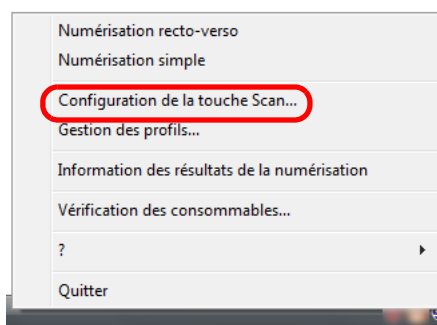 Numérisation recto-verso
Numérisation simple
Configuration de la touche Scan...
Gestion des profils...
Information des résultats de la numérisation
Vérification des consommables...
?
Quitter